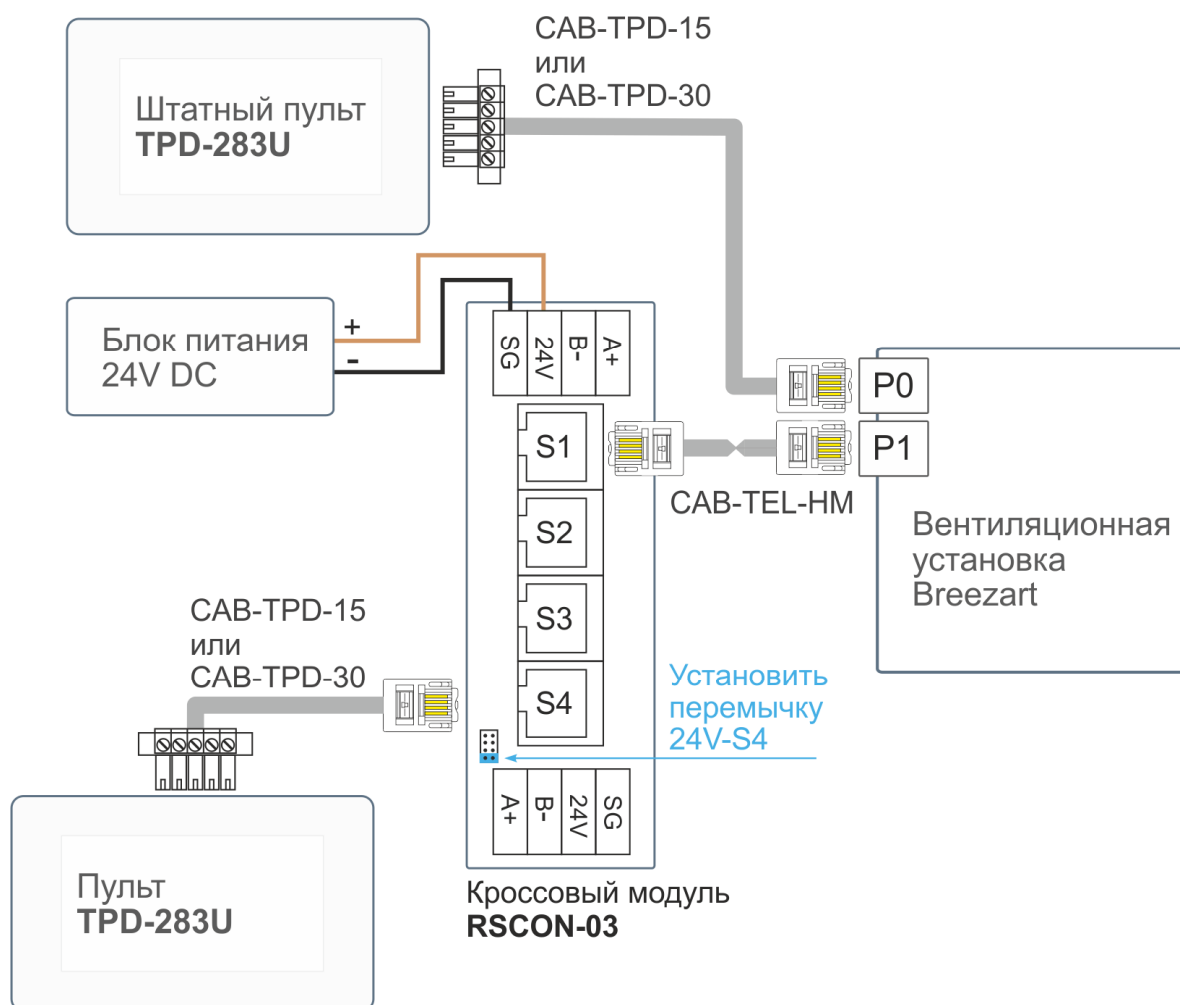 CAB-TPD-15
или
CAB-TPD-30
Штатный пульт
TPD-283U
Блок питания
24V DC
+
-
SG
24V
B-
A+
P0
P1
S1
S2
S3
S4
CAB-TEL-HM
Вентиляционная
установка
Breezart
CAB-TPD-15
или
CAB-TPD-30
Установить
перемычку
24V-S4
A+
B-
24V
SG
Пульт
TPD-283U
Кроссовый модуль
RSCON-03